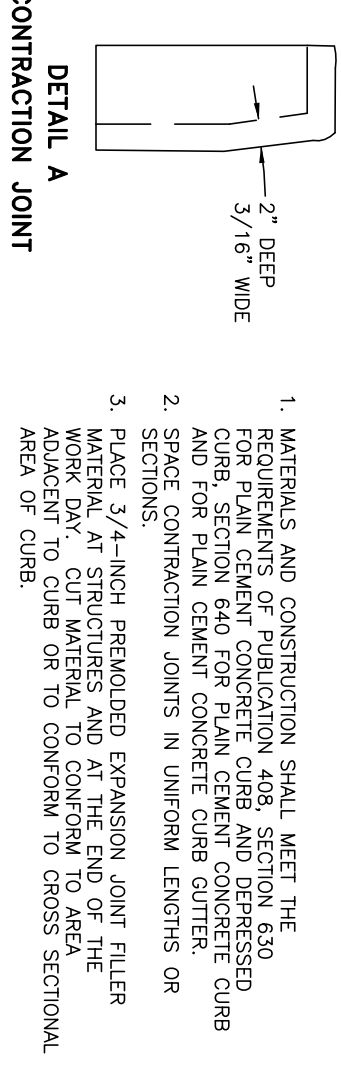 2" DEEP
3/16" WIDE
DETAIL A
CONTRACTION JOINT
1. MATERIALS AND CONSTRUCTION SHALL MEET THE
REQUIREMENTS OF PUBLICATION 408, SECTION 630
FOR PLAIN CEMENT CONCRETE CURB AND DEPRESSED
CURB, SECTION 640 FOR PLAIN CEMENT CONCRETE CURB
AND FOR PLAIN CEMENT CONCRETE CURB GUTTER.
2. SPACE CONTRACTION JOINTS IN UNIFORM LENGTHS OR
SECTIONS.
3. PLACE 3/4-INCH PREMOLDED EXPANSION JOINT FILLER
MATERIAL AT STRUCTURES AND AT THE END OF THE
WORK DAY. CUT MATERIAL TO CONFORM TO AREA
ADJACENT TO CURB OR TO CONFORM TO CROSS SECTIONAL
AREA OF CURB.